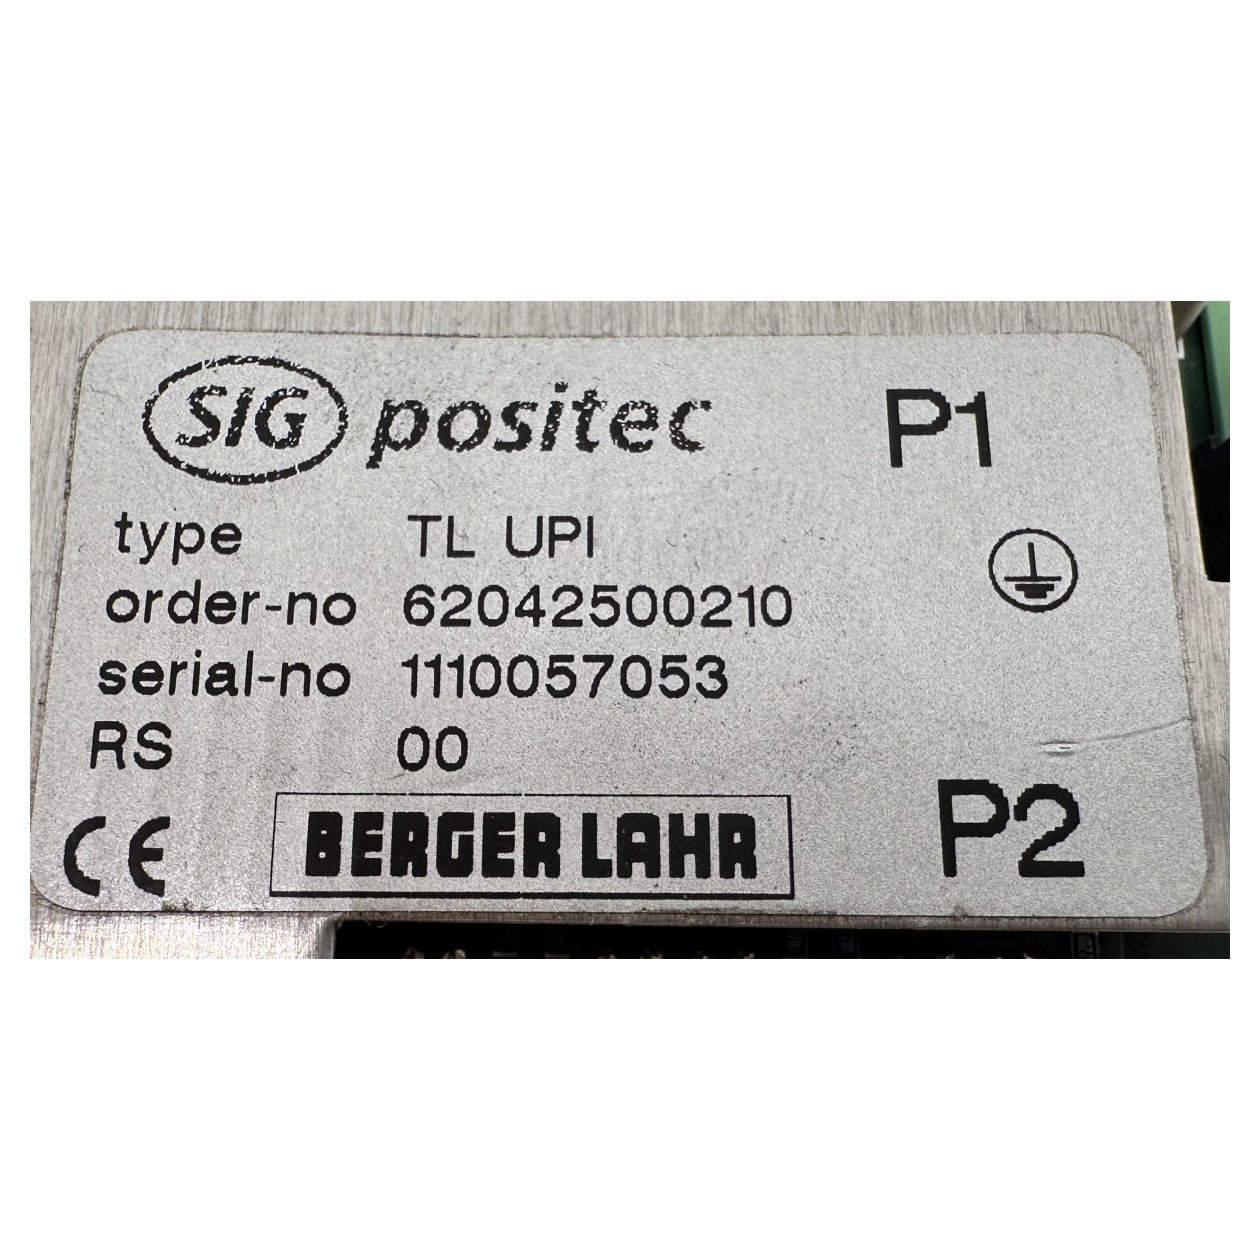 SIG positec P1
type TL UPI
order-no 62042500210
serial-no 1110057053
RS 00
CE BERGER LAHR P2